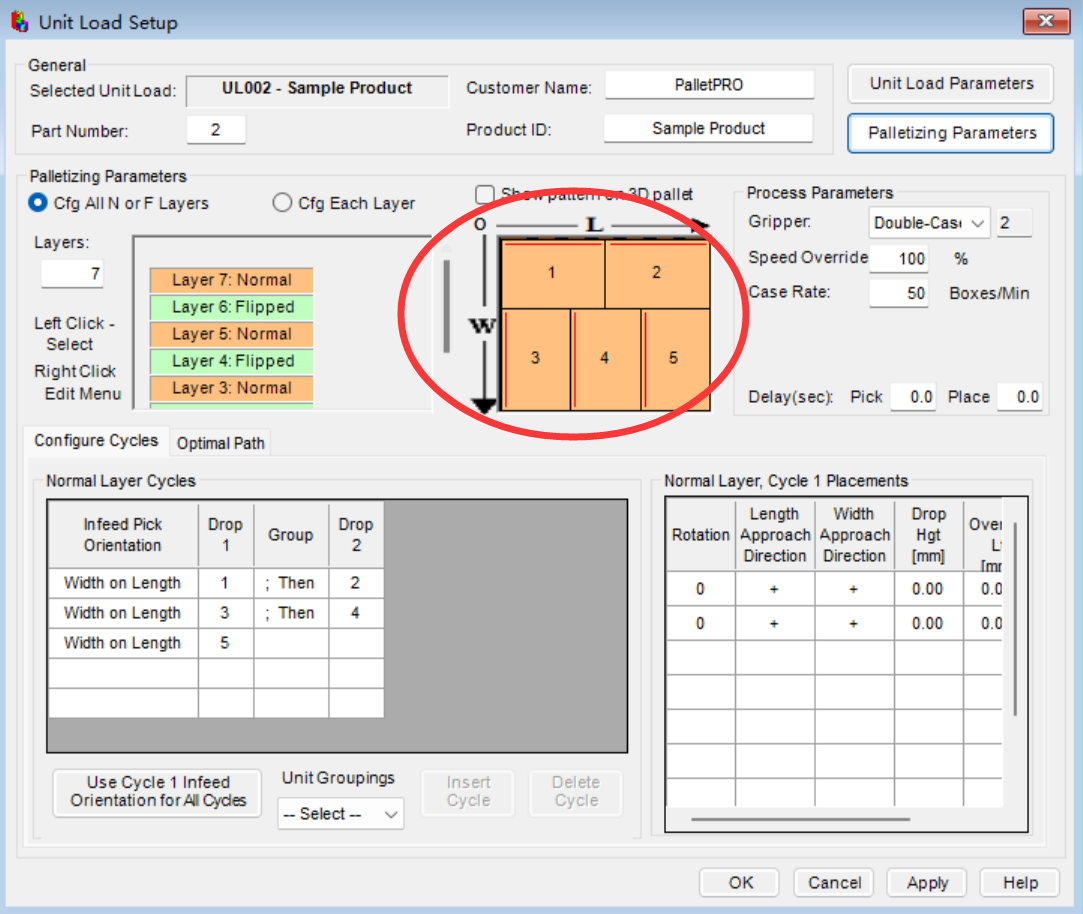 Unit Load Setup
General
Selected Unit Load: UL002 - Sample Product Customer Name: PalletPRO Unit Load Parameters
Part Number: 2 Product ID: Sample Product Palletizing Parameters
Palletizing Parameters
Cfg All N or F Layers Cfg Each Layer
Show pattern on 3D pallet
Layers:
7
Left Click -
Select
Right Click
Edit Menu
Layer 7: Normal
Layer 6: Flipped
Layer 5: Normal
Layer 4: Flipped
Layer 3: Normal
O L
W
1 2
3 4 5
Process Parameters
Gripper: Double-Cas 2
Speed Override 100 %
Case Rate: 50 Boxes/Min
Delay(sec): Pick 0.0 Place 0.0
Configure Cycles Optimal Path
Normal Layer Cycles
Infeed Pick Orientation Drop 1 Group Drop 2
Width on Length 1 ; Then 2
Width on Length 3 ; Then 4
Width on Length 5
Use Cycle 1 Infeed
Orientation for All Cycles
Unit Groupings
-- Select --
Insert
Cycle
Delete
Cycle
Normal Layer, Cycle 1 Placements
Rotation Length Approach Direction Width Approach Direction Drop Hgt [mm] Over
0 + + 0.00 0.0
0 + + 0.00 0.0
OK Cancel Apply Help